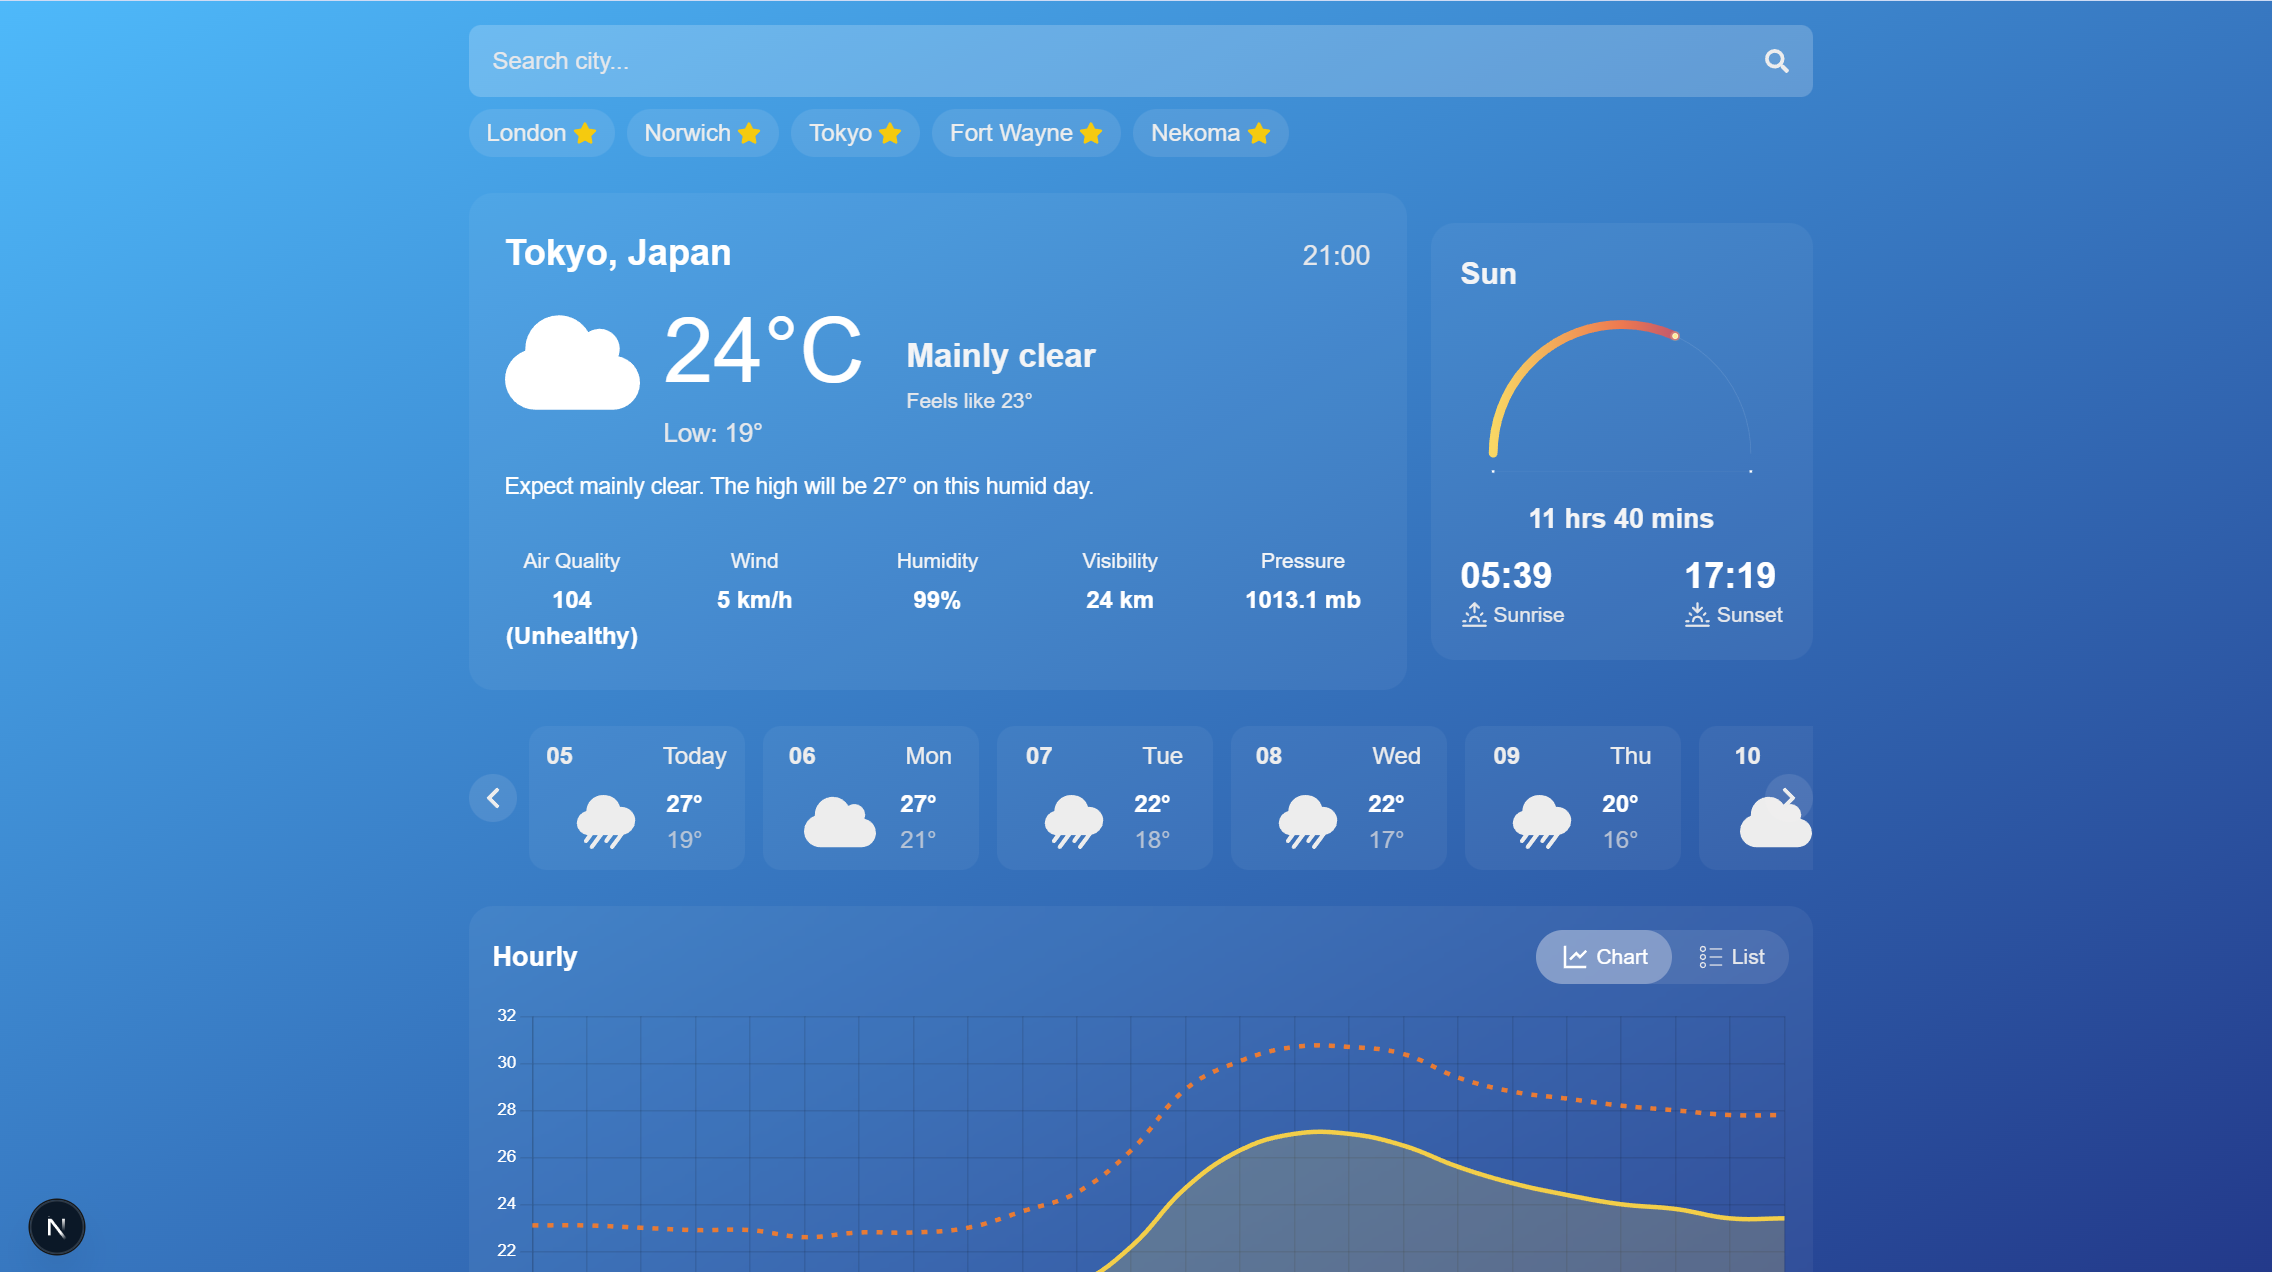 Search city...
London Norwich Tokyo Fort Wayne Nekoma
Tokyo, Japan
21:00
24°C
Low: 19°
Mainly clear
Feels like 23°
Expect mainly clear. The high will be 27° on this humid day.
Air Quality Wind Humidity Visibility Pressure
104 5 km/h 99% 24 km 1013.1 mb
(Unhealthy)
Sun
11 hrs 40 mins
05:39 17:19
Sunrise Sunset
05 Today
27°
19°
06 Mon
27°
21°
07 Tue
22°
18°
08 Wed
22°
17°
09 Thu
20°
16°
10
Hourly
Chart List
32
30
28
26
24
22
N